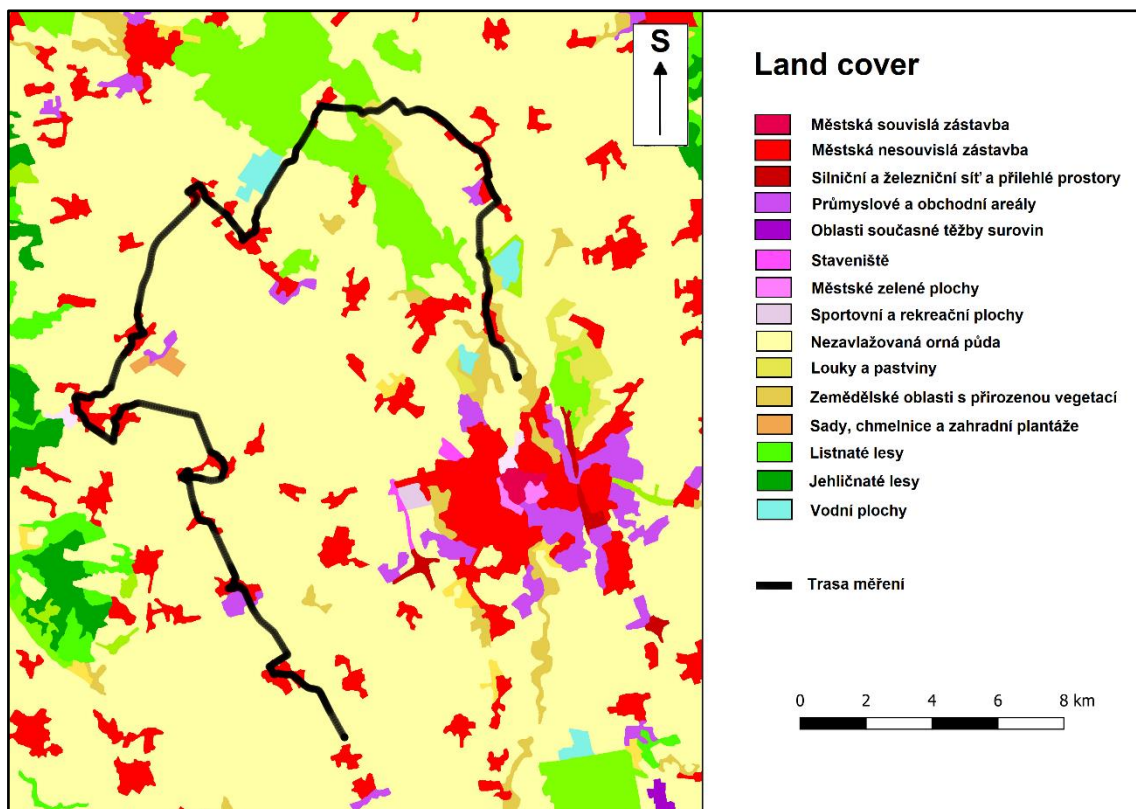 S
Land cover
Městská souvislá zástavba
Městská nesouvislá zástavba
Silniční a železniční síť a přilehlé prostory
Průmyslové a obchodní areály
Oblasti současné těžby surovin
Staveniště
Městské zelené plochy
Sportovní a rekreační plochy
Nezavlažovaná orná půda
Louky a pastviny
Zemědělské oblasti s přirozenou vegetací
Sady, chmelnice a zahradní plantáže
Listnaté lesy
Jehličnaté lesy
Vodní plochy
Trasa měření
0 2 4 6 8 km